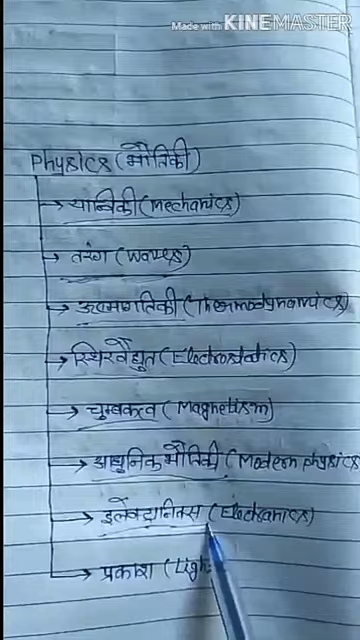 Made with KINEMASTER
Physics (भौतिकी)
यान्त्रिकी (Mechanics)
तरंग (Waves)
ऊष्मागतिकी (Thermodynamics)
स्थिरवैद्युत (Electrostatics)
चुम्बकत्व (Magnetism)
आधुनिक भौतिकी (Modern physics
इलेक्ट्रानिक्स (Electronics)
प्रकाश (Ligh